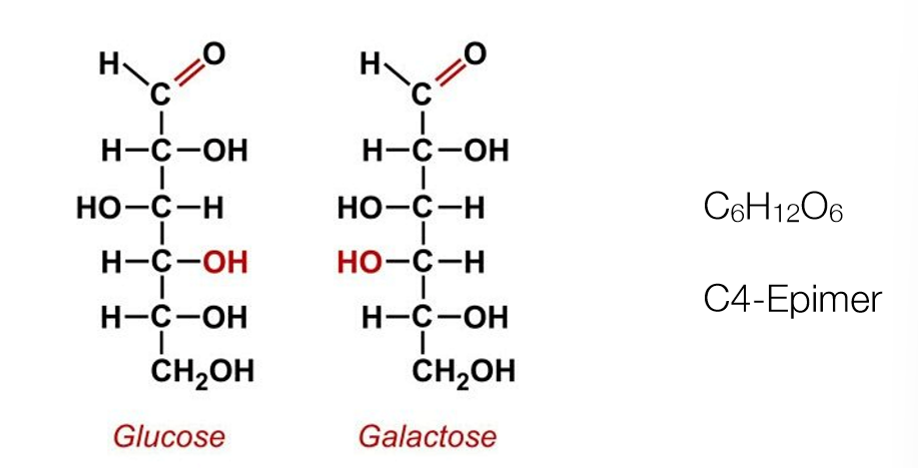 H O
C
H–C–OH
HO–C–H
H–C–OH
H–C–OH
CH₂OH
Glucose
H O
C
H–C–OH
HO–C–H
HO–C–H
H–C–OH
CH₂OH
Galactose
C₆H₁₂O₆
C4-Epimer